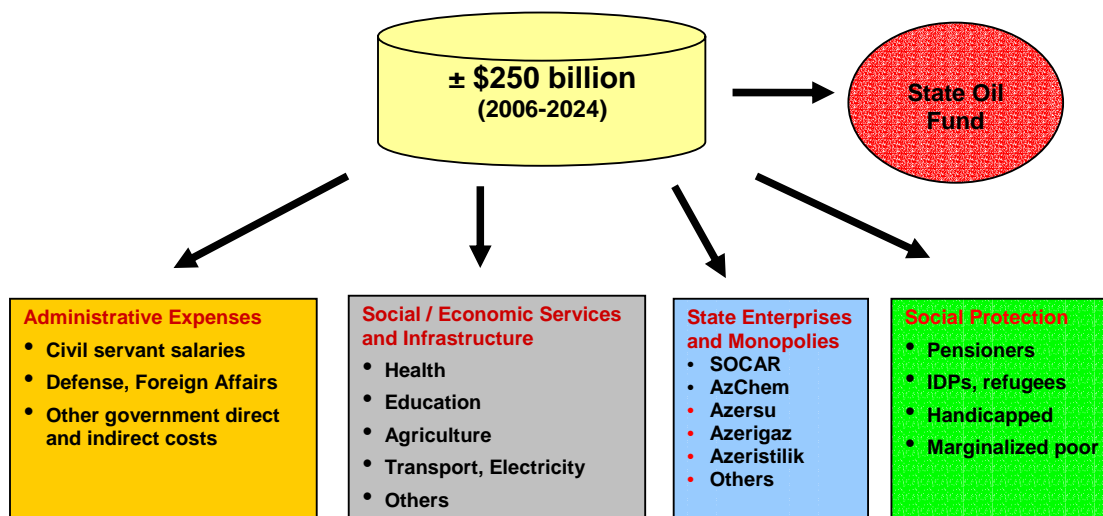 ± $250 billion
(2006-2024)
State Oil
Fund
Administrative Expenses
• Civil servant salaries
• Defense, Foreign Affairs
• Other government direct
and indirect costs
Social / Economic Services
and Infrastructure
• Health
• Education
• Agriculture
• Transport, Electricity
• Others
State Enterprises
and Monopolies
• SOCAR
• AzChem
• Azersu
• Azerigaz
• Azeristilik
• Others
Social Protection
• Pensioners
• IDPs, refugees
• Handicapped
• Marginalized poor